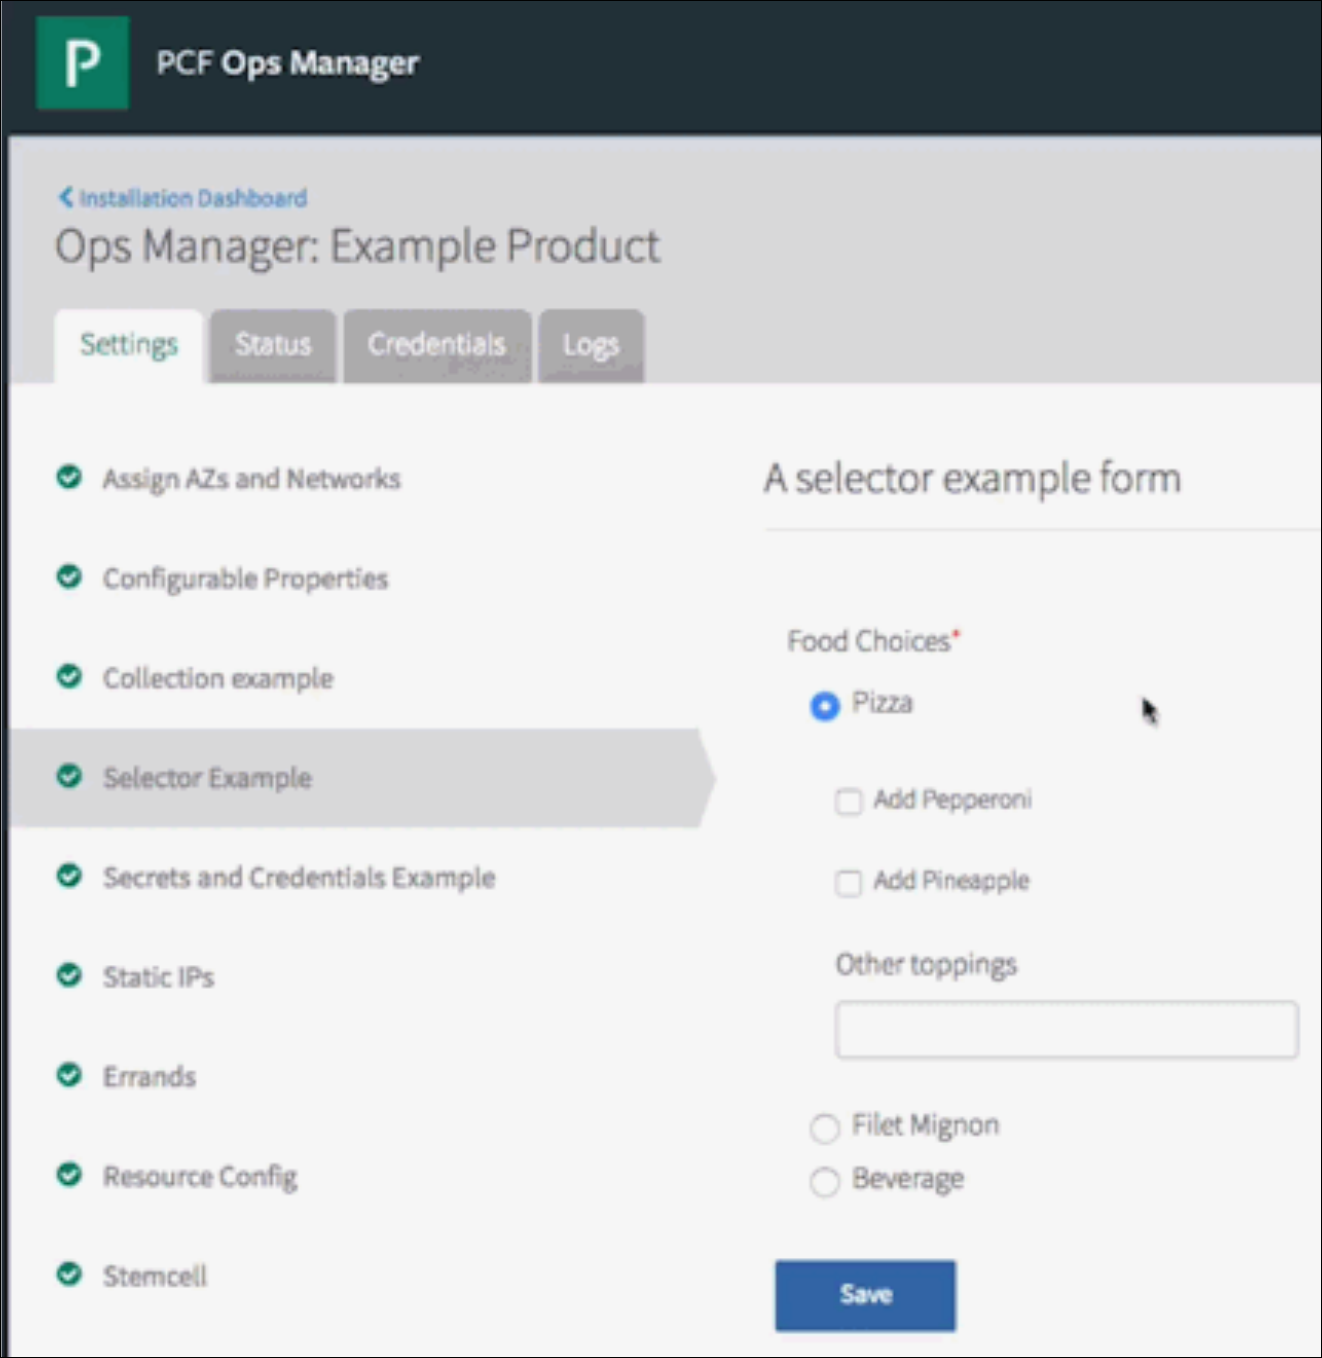 P
PCF Ops Manager
Installation Dashboard
Ops Manager: Example Product
Settings
Status
Credentials
Logs
Assign AZs and Networks
Configurable Properties
Collection example
Selector Example
Secrets and Credentials Example
Static IPs
Errands
Resource Config
Stemcell
A selector example form
Food Choices*
Pizza
Add Pepperoni
Add Pineapple
Other toppings
Filet Mignon
Beverage
Save